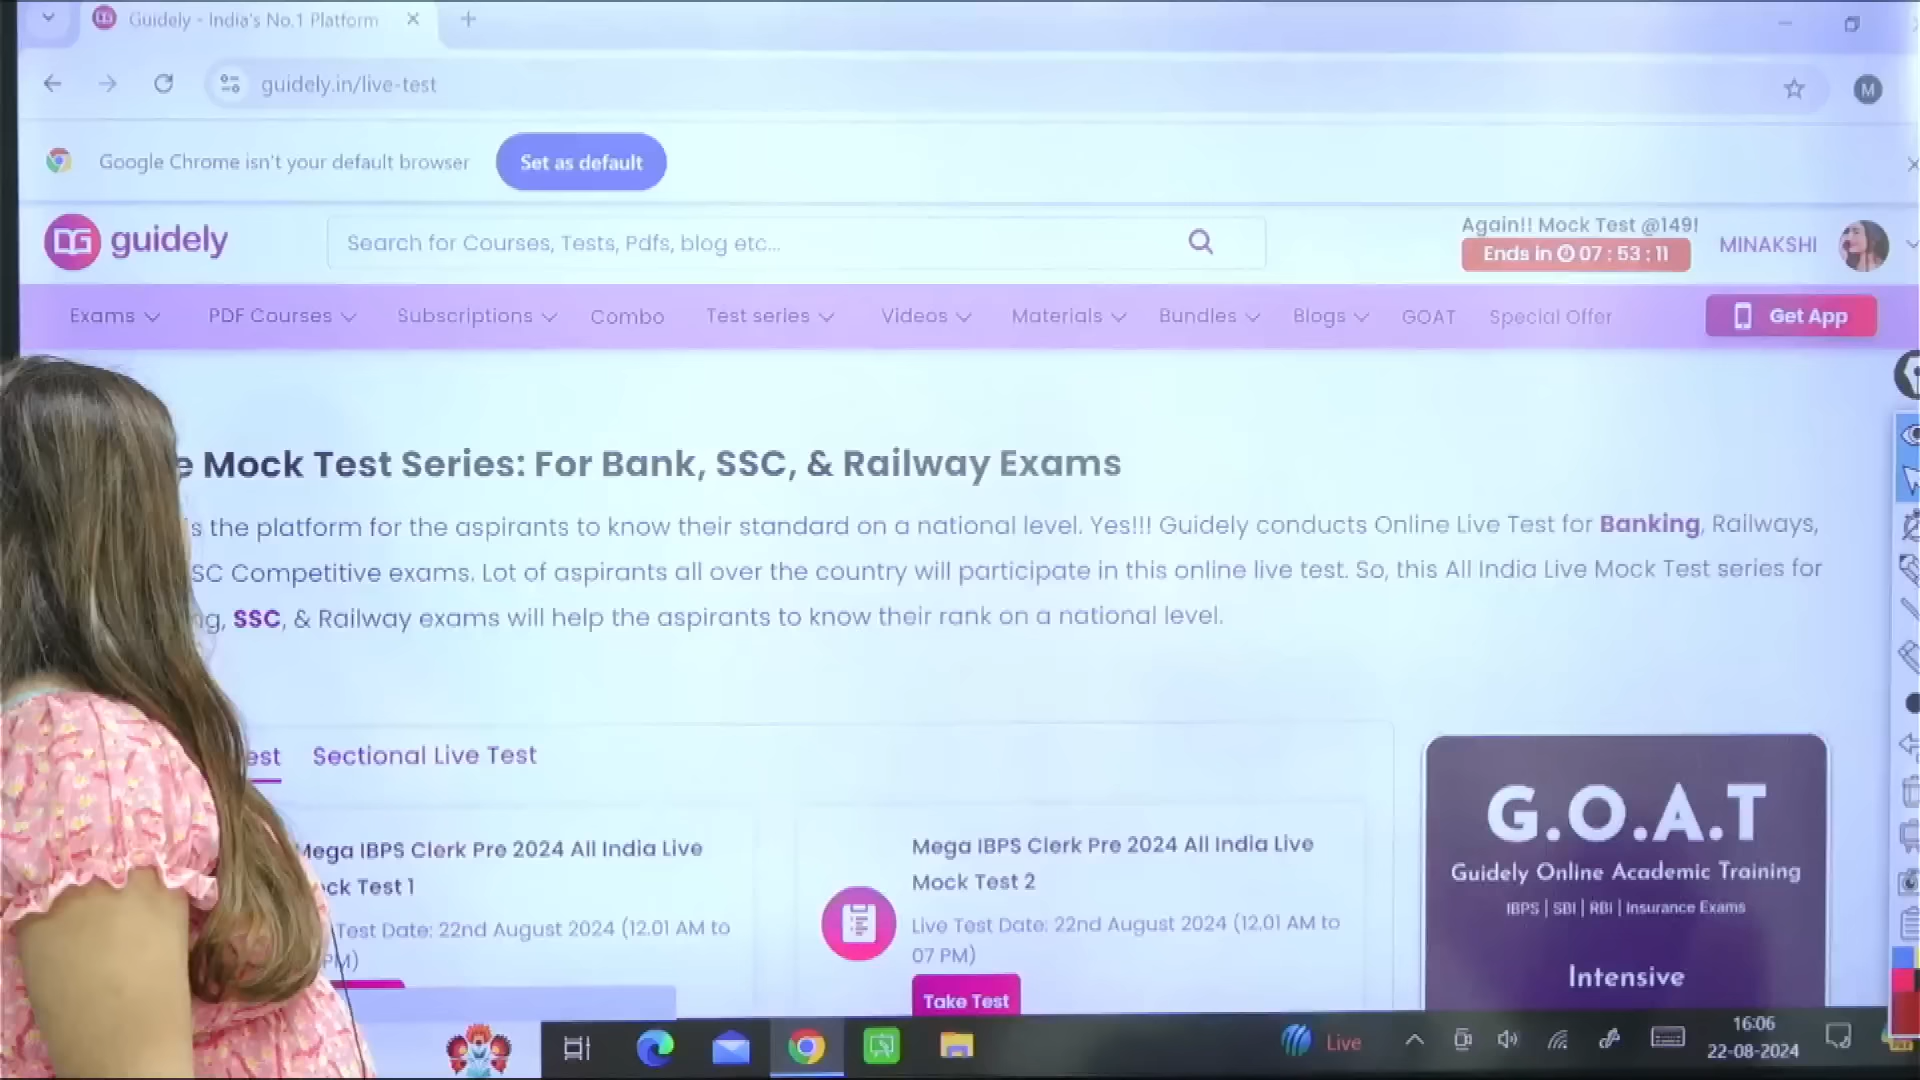 Guidely - India's No.1 Platform
guidely.in/live-test
M
Google Chrome isn't your default browser
Set as default
guidely
Search for Courses, Tests, Pdfs, blog etc...
Again!! Mock Test @149!
Ends in 07 : 53 : 11
MINAKSHI
Exams PDF Courses Subscriptions Combo Test series Videos Materials Bundles Blogs GOAT Special Offer Get App
e Mock Test Series: For Bank, SSC, & Railway Exams
s the platform for the aspirants to know their standard on a national level. Yes!!! Guidely conducts Online Live Test for Banking, Railways,
SC Competitive exams. Lot of aspirants all over the country will participate in this online live test. So, this All India Live Mock Test series for
ng, SSC, & Railway exams will help the aspirants to know their rank on a national level.
est Sectional Live Test
Mega IBPS Clerk Pre 2024 All India Live
ck Test 1
Test Date: 22nd August 2024 (12.01 AM to
PM)
Mega IBPS Clerk Pre 2024 All India Live
Mock Test 2
Live Test Date: 22nd August 2024 (12.01 AM to
07 PM)
Take Test
G.O.A.T
Guidely Online Academic Training
IBPS | SBI | RBI | Insurance Exams
Intensive
Live
16:06
22-08-2024